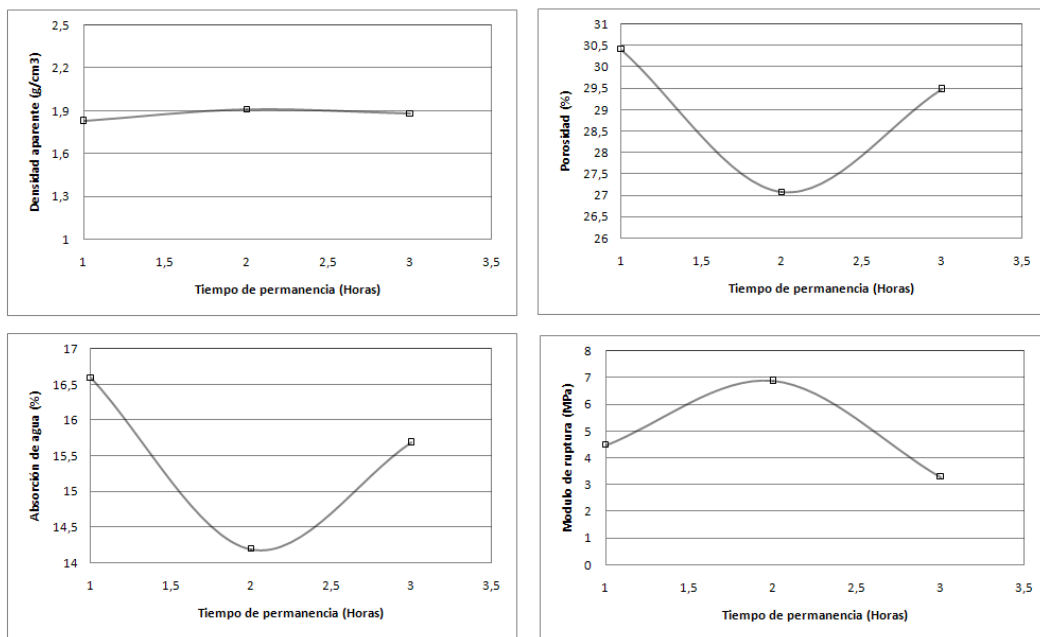 Densidad aparente (g/cm3)
2,5
2,2
1,9
1,6
1,3
1
1 1,5 2 2,5 3 3,5
Tiempo de permanencia (Horas)
Porosidad (%)
31
30,5
30
29,5
29
28,5
28
27,5
27
26,5
26
1 1,5 2 2,5 3 3,5
Tiempo de permanencia (Horas)
Absorción de agua (%)
17
16,5
16
15,5
15
14,5
14
1 1,5 2 2,5 3 3,5
Tiempo de permanencia (Horas)
Modulo de ruptura (MPa)
8
7
6
5
4
3
2
1
0
1 1,5 2 2,5 3 3,5
Tiempo de permanencia (Horas)